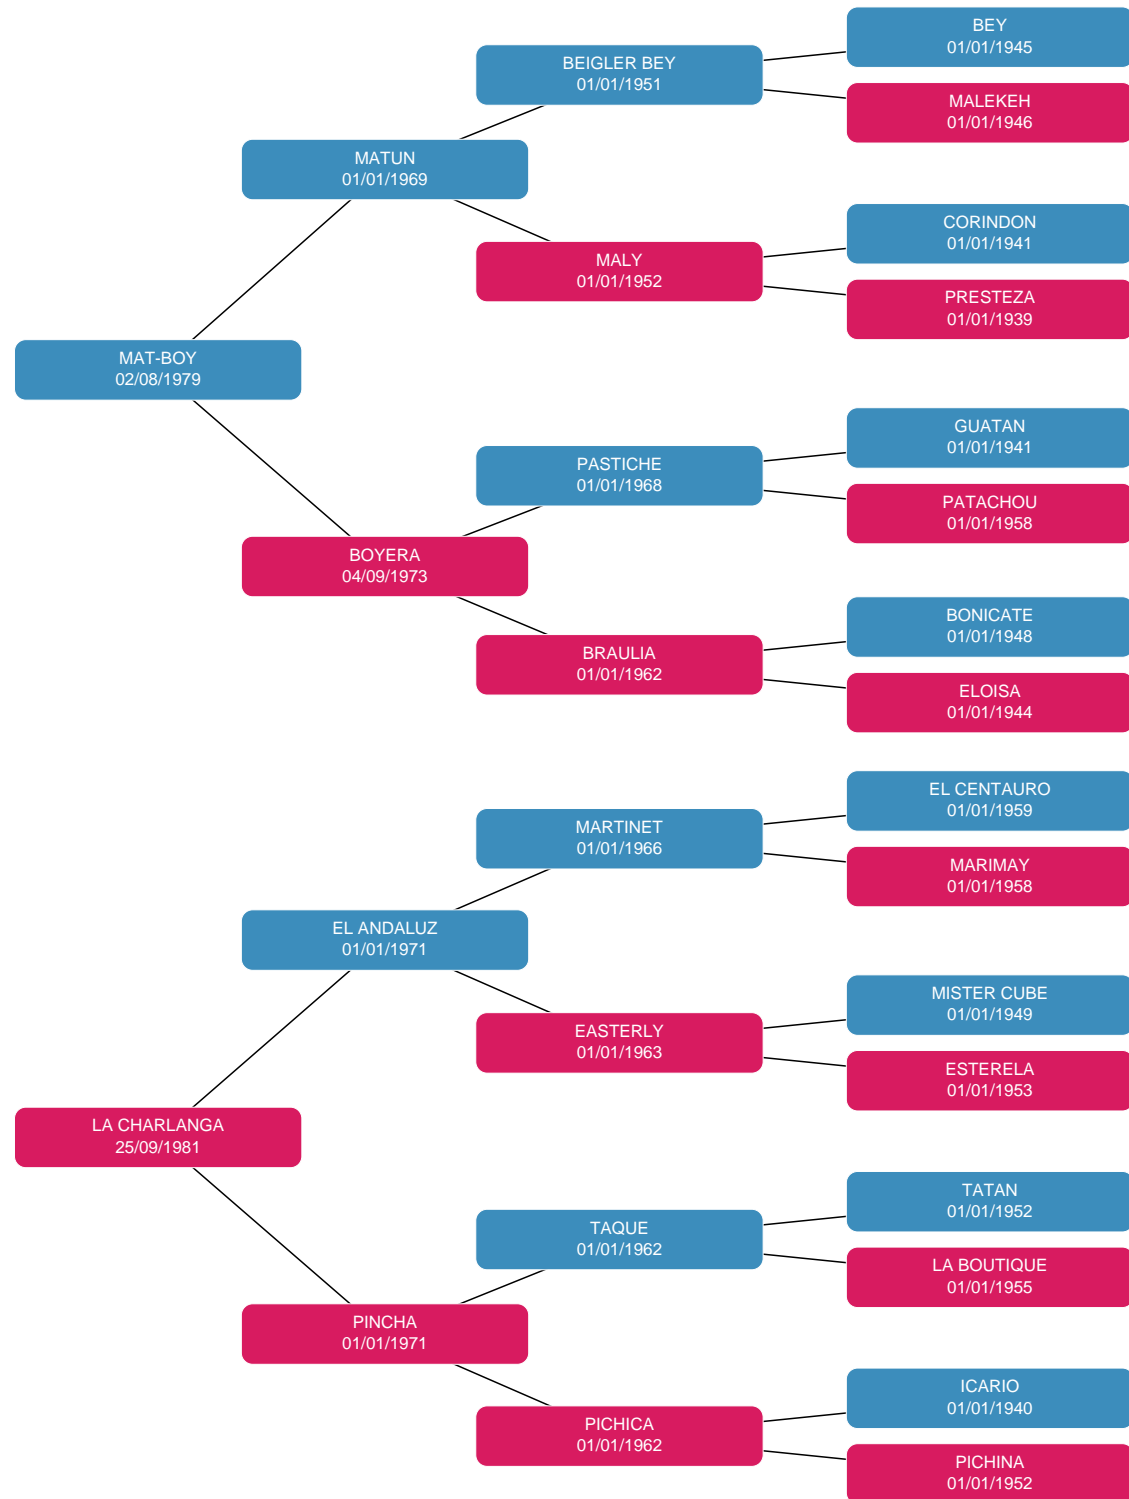 BEY
01/01/1945
BEIGLER BEY
01/01/1951
MALEKEH
01/01/1946
MATUN
01/01/1969
CORINDON
01/01/1941
MALY
01/01/1952
PRESTEZA
01/01/1939
MAT-BOY
02/08/1979
GUATAN
01/01/1941
PASTICHE
01/01/1968
PATACHOU
01/01/1958
BOYERA
04/09/1973
BONICATE
01/01/1948
BRAULIA
01/01/1962
ELOISA
01/01/1944
EL CENTAURO
01/01/1959
MARTINET
01/01/1966
MARIMAY
01/01/1958
EL ANDALUZ
01/01/1971
MISTER CUBE
01/01/1949
EASTERLY
01/01/1963
ESTERELA
01/01/1953
LA CHARLANGA
25/09/1981
TATAN
01/01/1952
TAQUE
01/01/1962
LA BOUTIQUE
01/01/1955
PINCHA
01/01/1971
ICARIO
01/01/1940
PICHICA
01/01/1962
PICHINA
01/01/1952